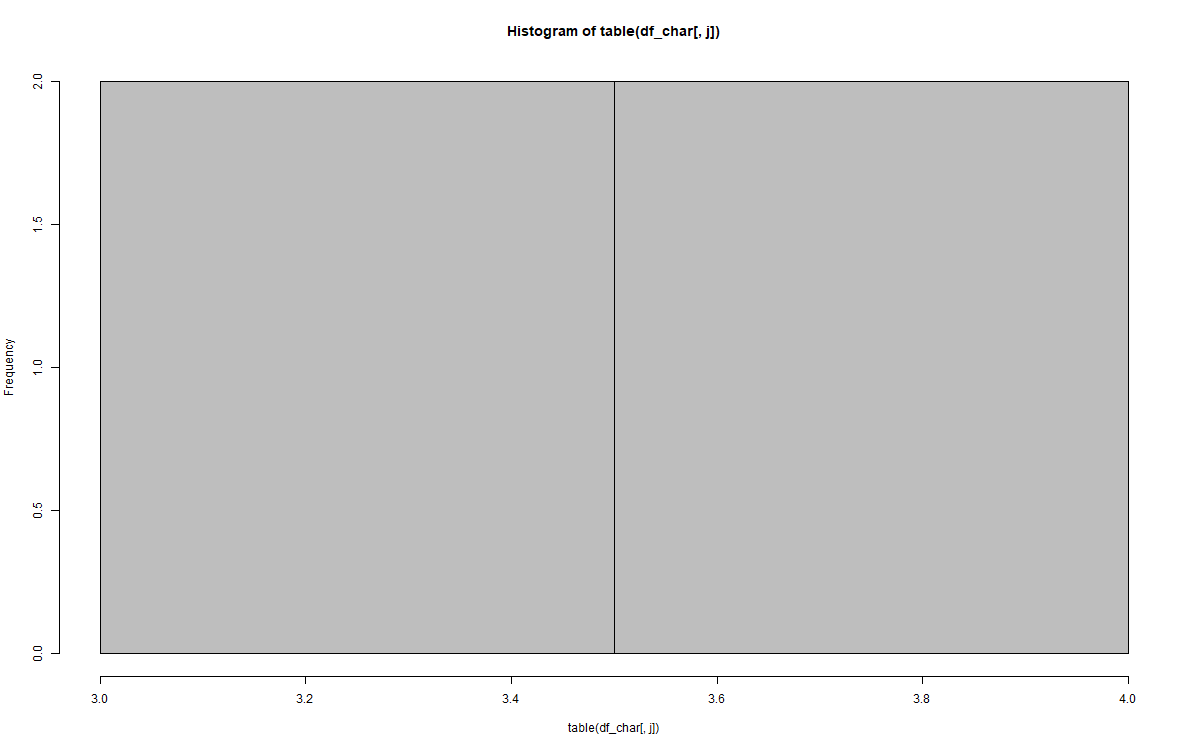 Histogram of table(df_char[, j])
2.0
1.5
1.0
0.5
0.0
Frequency
3.0 3.2 3.4 3.6 3.8 4.0
table(df_char[, j])